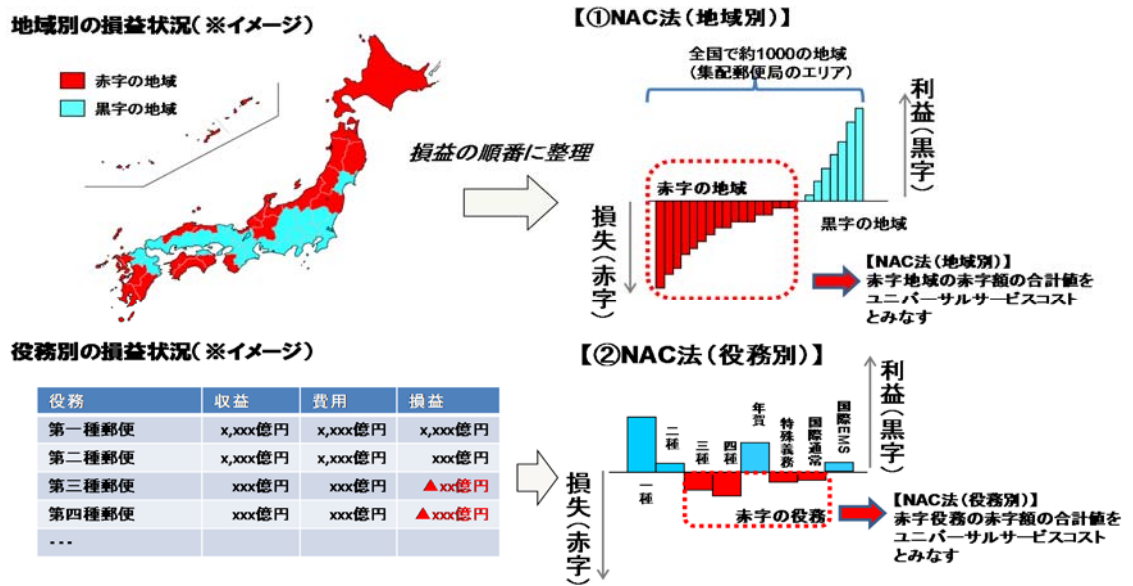 地域別の損益状況(※イメージ)
赤字の地域
黒字の地域
損益の順番に整理
【①NAC法(地域別)】
全国で約1000の地域
(集配郵便局のエリア)
利益(黒字)
赤字の地域
黒字の地域
損失(赤字)
【NAC法(地域別)】
赤字地域の赤字額の合計値を
ユニバーサルサービスコスト
とみなす
役務別の損益状況(※イメージ)
役務 収益 費用 損益
第一種郵便 x,xxx億円 x,xxx億円 x,xxx億円
第二種郵便 x,xxx億円 x,xxx億円 xxx億円
第三種郵便 xxx億円 xxx億円 ▲xx億円
第四種郵便 xxx億円 xxx億円 ▲xxx億円
・・・
【②NAC法(役務別)】
利益(黒字)
一種
二種
三種
四種
年賀
特殊義務
国際通常
国際EMS
赤字の役務
損失(赤字)
【NAC法(役務別)】
赤字役務の赤字額の合計値を
ユニバーサルサービスコスト
とみなす